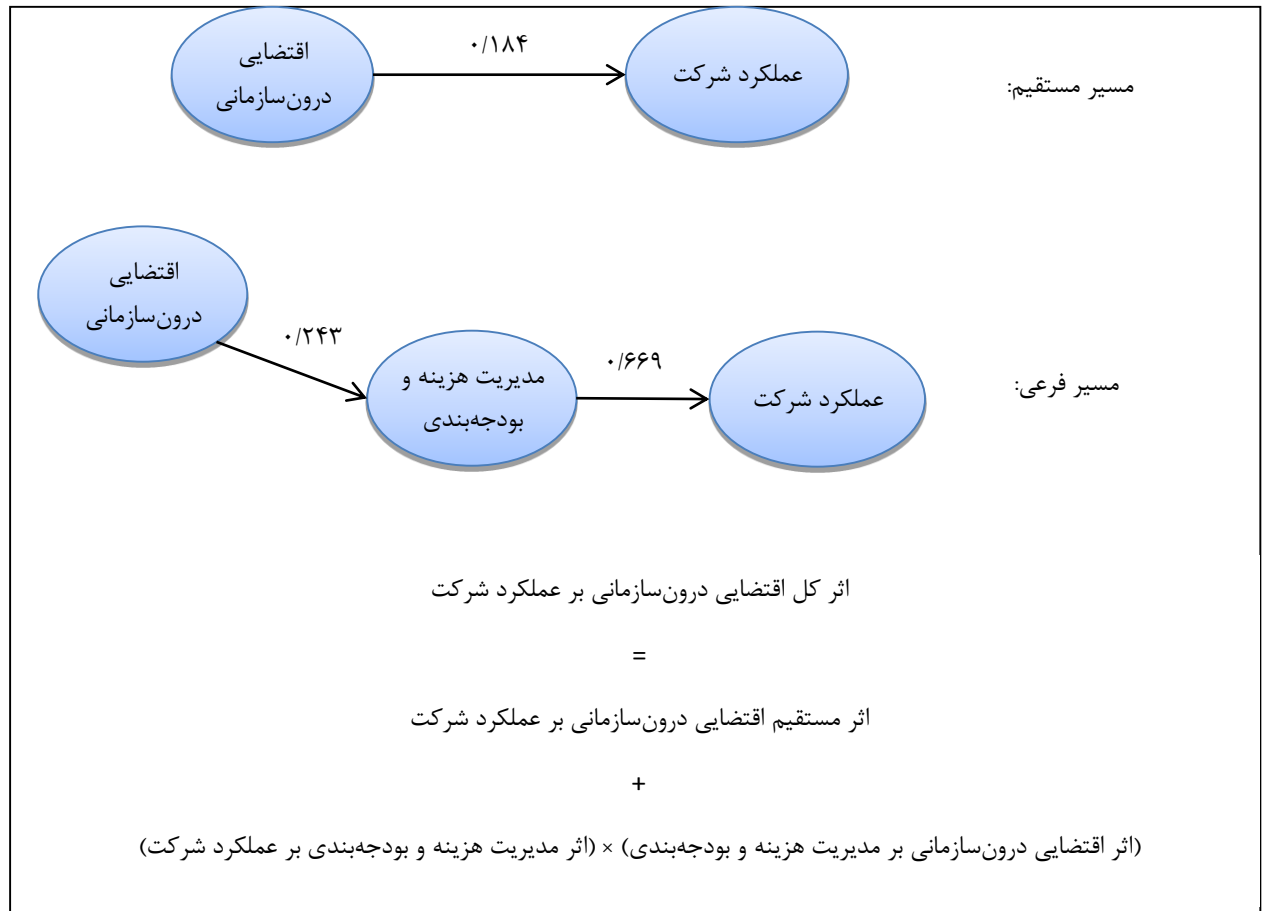 مسیر مستقیم:
اقتضایی
درون‌سازمانی
۰/۱۸۴
عملکرد شرکت
مسیر فرعی:
اقتضایی
درون‌سازمانی
۰/۲۴۳
مدیریت هزینه و
بودجه‌بندی
۰/۶۶۹
عملکرد شرکت
اثر کل اقتضایی درون‌سازمانی بر عملکرد شرکت
=
اثر مستقیم اقتضایی درون‌سازمانی بر عملکرد شرکت
+
(اثر اقتضایی درون‌سازمانی بر مدیریت هزینه و بودجه‌بندی) × (اثر مدیریت هزینه و بودجه‌بندی بر عملکرد شرکت)